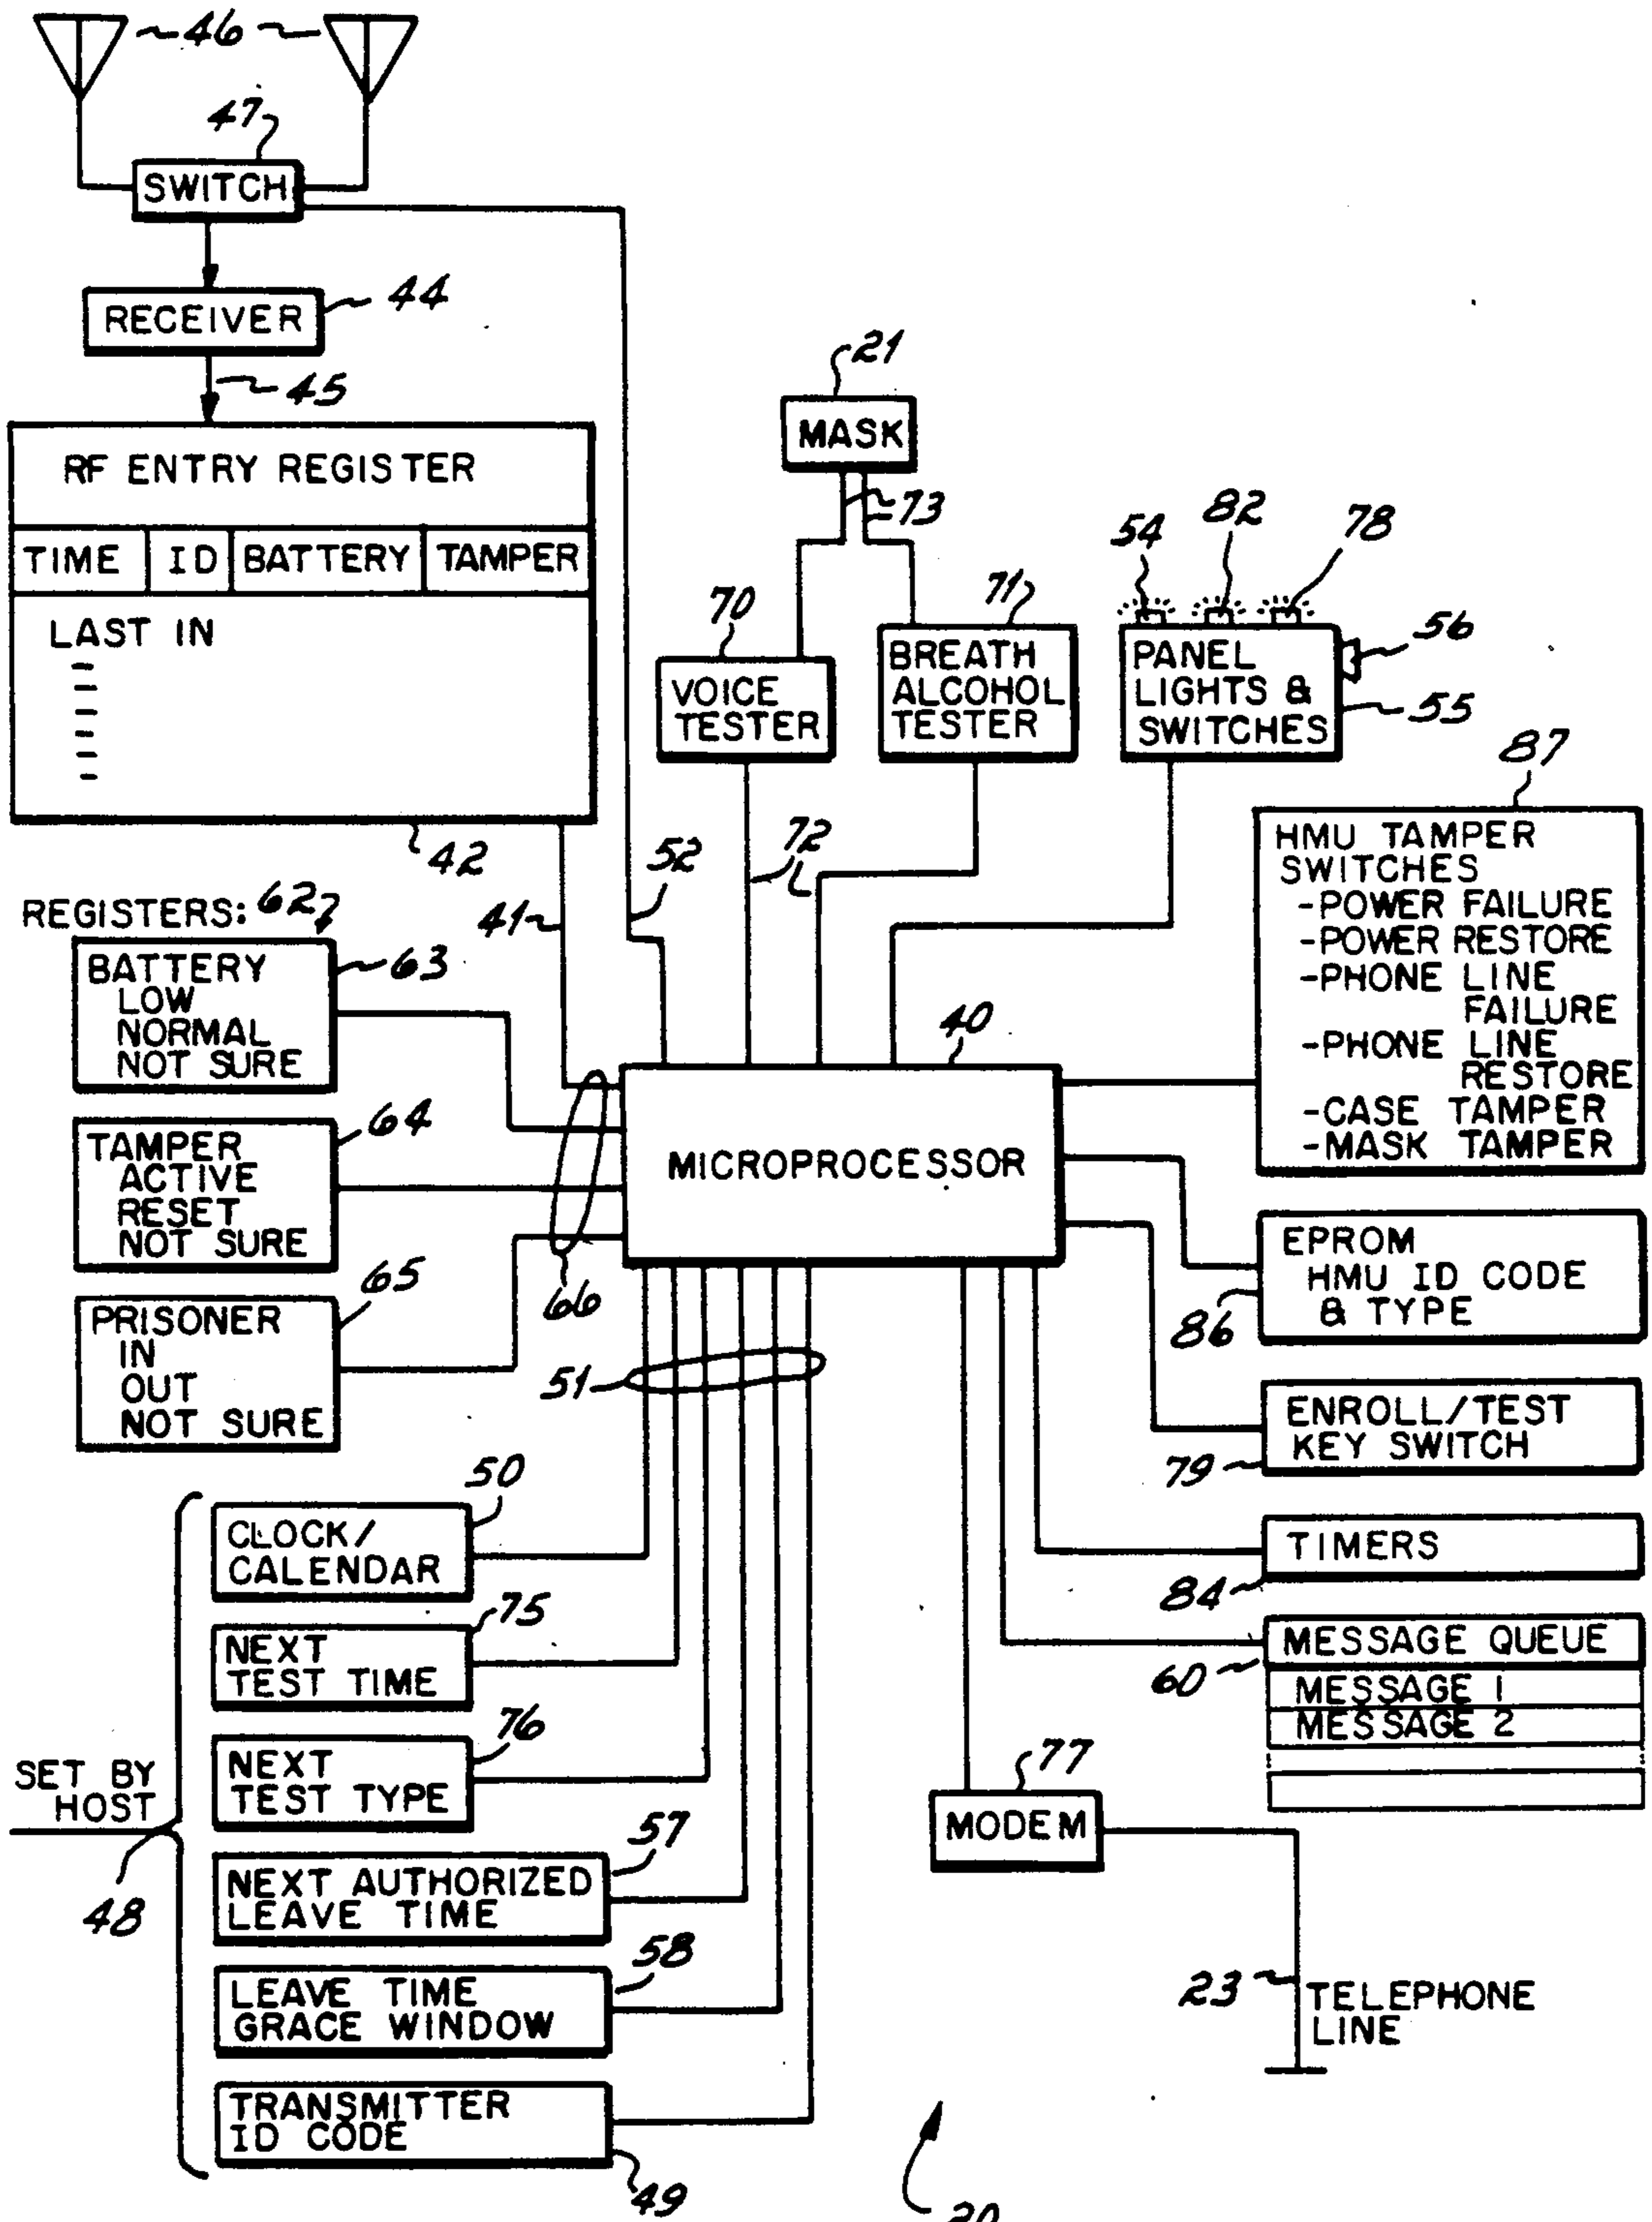 46
47
SWITCH
RECEIVER
44
45
RF ENTRY REGISTER
TIME ID BATTERY TAMPER
LAST IN
42
41
52
21
MASK
73
70
VOICE
TESTER
71
BREATH
ALCOHOL
TESTER
72
54
82
78
56
PANEL
LIGHTS &
SWITCHES
55
87
HMU TAMPER
SWITCHES
-POWER FAILURE
-POWER RESTORE
-PHONE LINE
FAILURE
-PHONE LINE
RESTORE
-CASE TAMPER
-MASK TAMPER
REGISTERS: 62
BATTERY
LOW
NORMAL
NOT SURE
63
TAMPER
ACTIVE
RESET
NOT SURE
64
PRISONER
IN
OUT
NOT SURE
65
66
40
MICROPROCESSOR
51
EPROM
HMU ID CODE
& TYPE
86
ENROLL/TEST
KEY SWITCH
79
TIMERS
84
MESSAGE QUEUE
60
MESSAGE 1
MESSAGE 2
SET BY
HOST
48
CLOCK/
CALENDAR
50
NEXT
TEST TIME
75
NEXT
TEST TYPE
76
NEXT AUTHORIZED
LEAVE TIME
57
LEAVE TIME
GRACE WINDOW
58
TRANSMITTER
ID CODE
49
77
MODEM
23
TELEPHONE
LINE